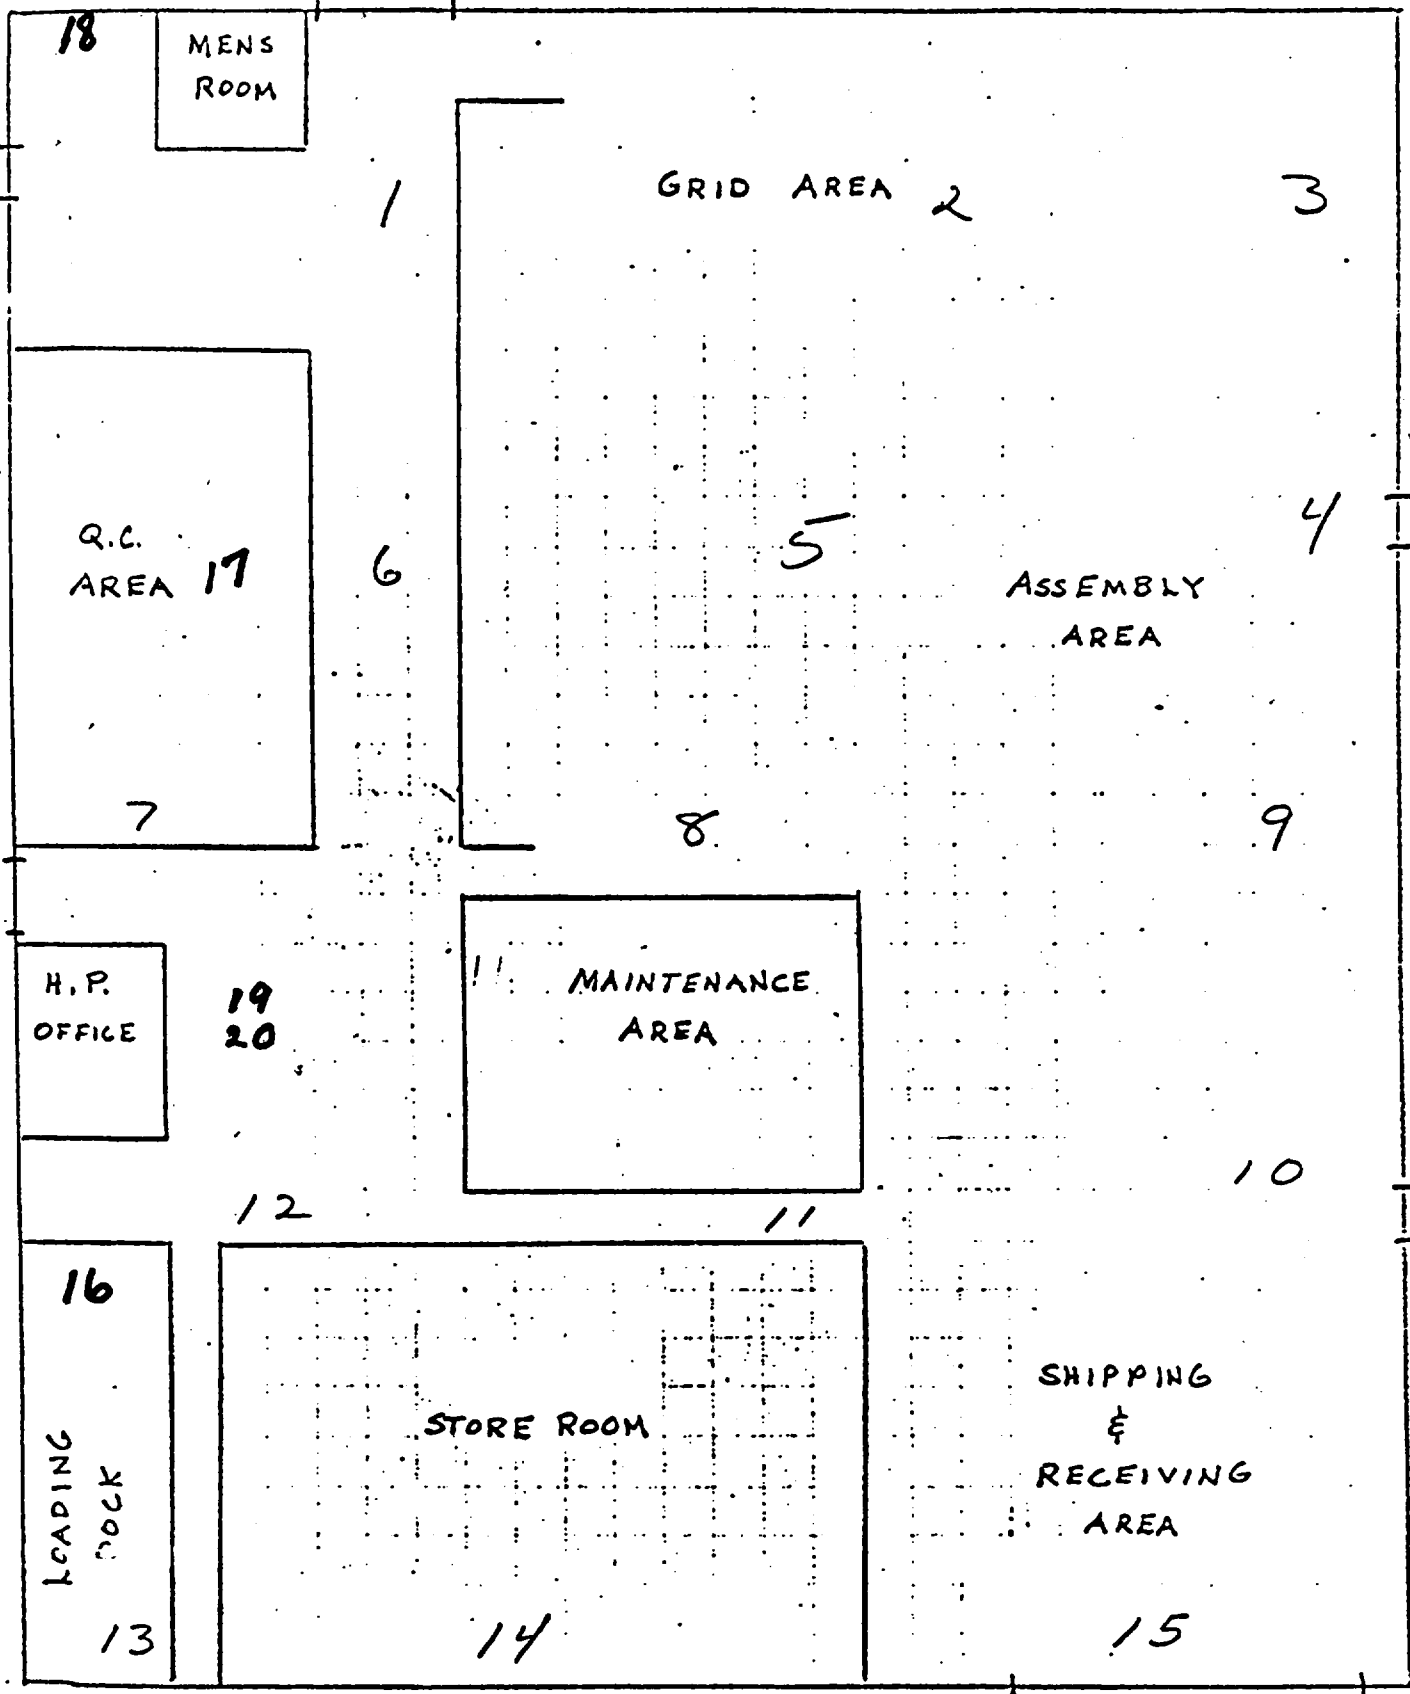 18
MENS
ROOM
1
GRID AREA 2
3
4
Q.C.
AREA 17
6
5
ASSEMBLY
AREA
7
8
9
H.P.
OFFICE
19
20
11
MAINTENANCE
AREA
10
12
11
16
LOADING
DOCK
13
STORE ROOM
14
SHIPPING
&
RECEIVING
AREA
15